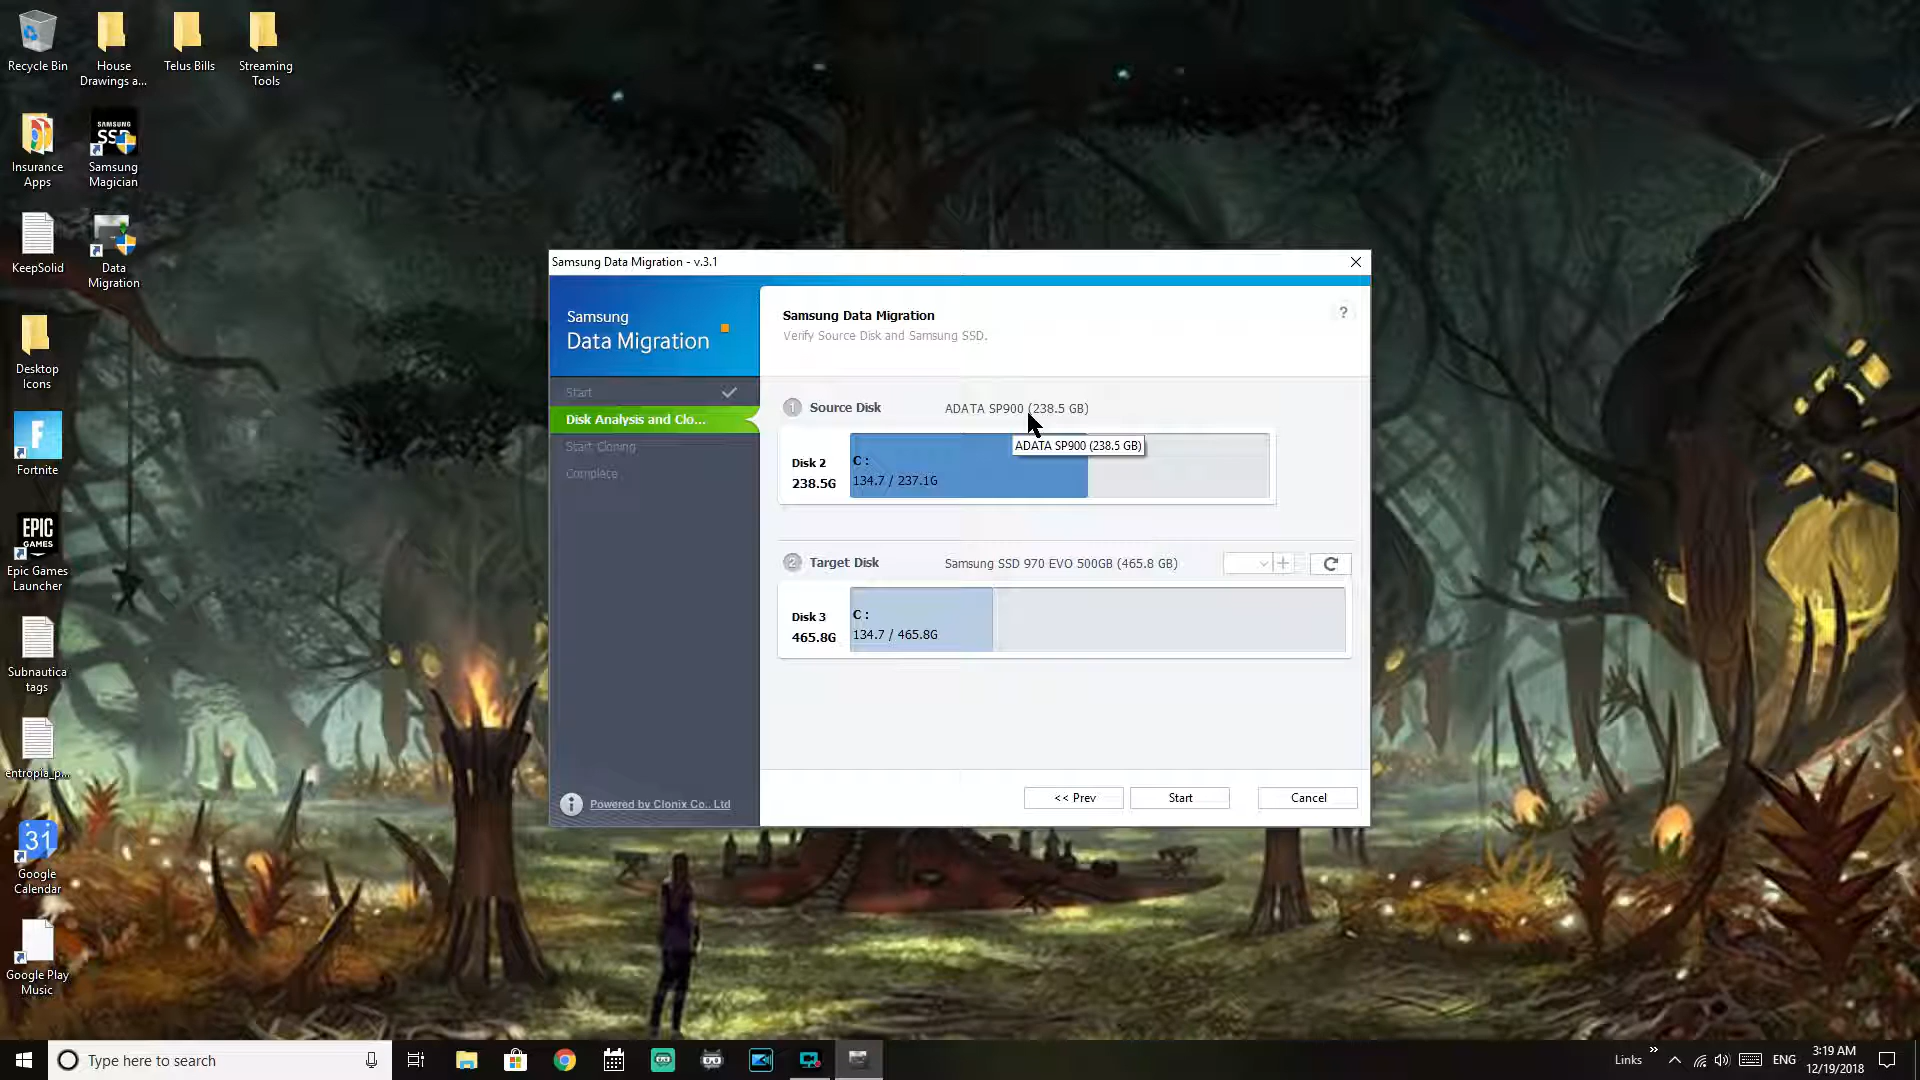 Recycle Bin
House
Drawings a...
Telus Bills
Streaming
Tools
Insurance
Apps
SAMSUNG
SSD
Samsung
Magician
KeepSolid
Data
Migration
Desktop
Icons
F
Fortnite
EPIC
GAMES
Epic Games
Launcher
Subnautica
tags
entropia_p...
31
Google
Calendar
Google Play
Music
Samsung Data Migration - v.3.1
Samsung
Data Migration
Samsung Data Migration
Verify Source Disk and Samsung SSD.
?
Start
Disk Analysis and Clo...
Start Cloning
Complete
1 Source Disk ADATA SP900 (238.5 GB)
ADATA SP900 (238.5 GB)
Disk 2
238.5G
C :
134.7 / 237.1G
2 Target Disk Samsung SSD 970 EVO 500GB (465.8 GB)
Disk 3
465.8G
C :
134.7 / 465.8G
Powered by Clonix Co., Ltd
<< Prev Start Cancel
Type here to search
Links
ENG
3:19 AM
12/19/2018